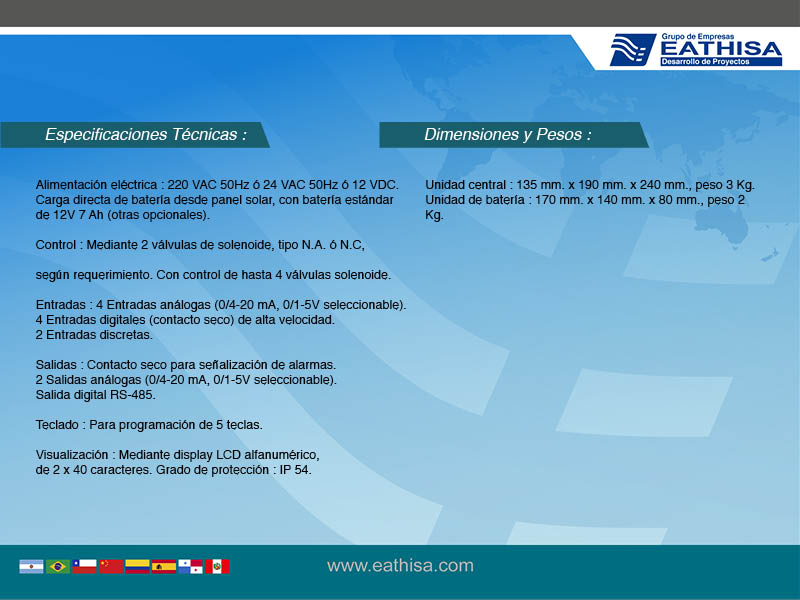 Grupo de Empresas
EATHISA
Desarrollo de Proyectos
Especificaciones Técnicas :
Alimentación eléctrica : 220 VAC 50Hz ó 24 VAC 50Hz ó 12 VDC.
Carga directa de batería desde panel solar, con batería estándar
de 12V 7 Ah (otras opcionales).
Control : Mediante 2 válvulas de solenoide, tipo N.A. ó N.C,
según requerimiento. Con control de hasta 4 válvulas solenoide.
Entradas : 4 Entradas análogas (0/4-20 mA, 0/1-5V seleccionable).
4 Entradas digitales (contacto seco) de alta velocidad.
2 Entradas discretas.
Salidas : Contacto seco para señalización de alarmas.
2 Salidas análogas (0/4-20 mA, 0/1-5V seleccionable).
Salida digital RS-485.
Teclado : Para programación de 5 teclas.
Visualización : Mediante display LCD alfanumérico,
de 2 x 40 caracteres. Grado de protección : IP 54.
Dimensiones y Pesos :
Unidad central : 135 mm. x 190 mm. x 240 mm., peso 3 Kg.
Unidad de batería : 170 mm. x 140 mm. x 80 mm., peso 2
Kg.
www.eathisa.com